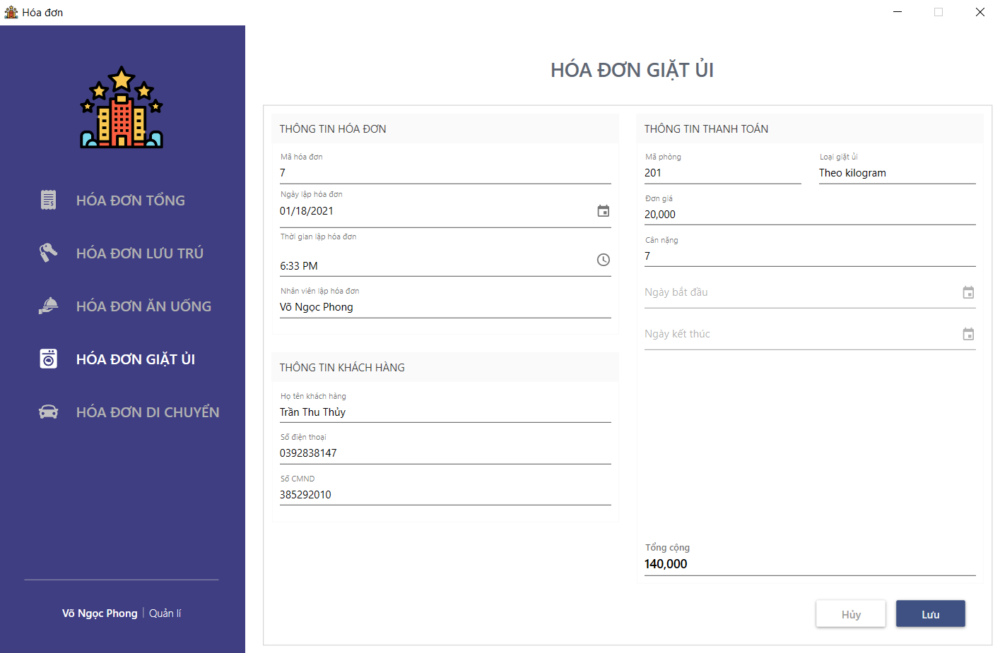 Hóa đơn
HÓA ĐƠN TỔNG
HÓA ĐƠN LƯU TRÚ
HÓA ĐƠN ĂN UỐNG
HÓA ĐƠN GIẶT ỦI
HÓA ĐƠN DI CHUYỂN
Võ Ngọc Phong | Quản lí
HÓA ĐƠN GIẶT ỦI
THÔNG TIN HÓA ĐƠN
Mã hóa đơn
7
Ngày lập hóa đơn
01/18/2021
Thời gian lập hóa đơn
6:33 PM
Nhân viên lập hóa đơn
Võ Ngọc Phong
THÔNG TIN KHÁCH HÀNG
Họ tên khách hàng
Trần Thu Thủy
Số điện thoại
0392838147
Số CMND
385292010
THÔNG TIN THANH TOÁN
Mã phòng
201
Loại giặt ủi
Theo kilogram
Đơn giá
20,000
Cân nặng
7
Ngày bắt đầu
Ngày kết thúc
Tổng cộng
140,000
Hủy
Lưu